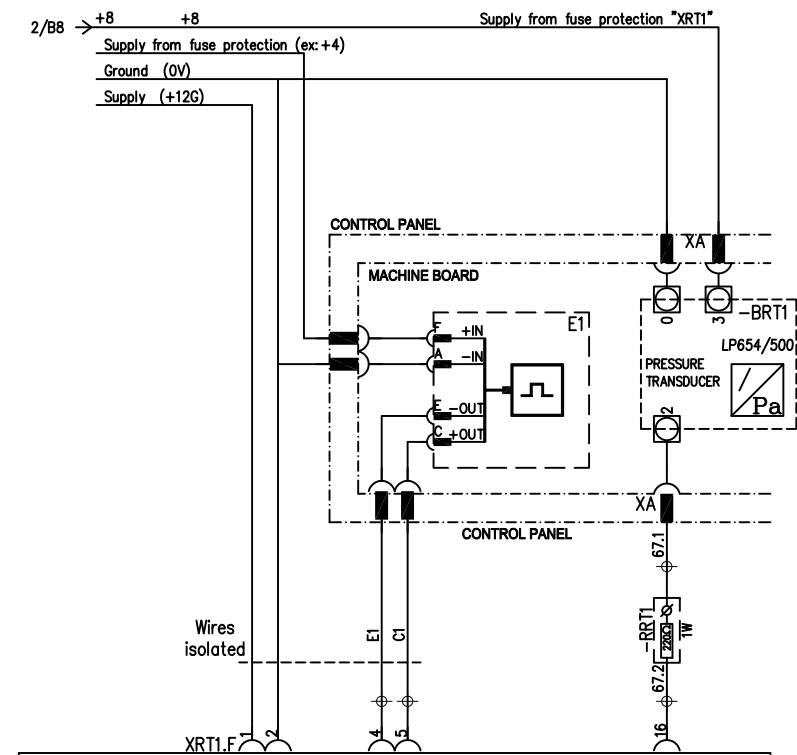 2/B8
+8
+8
Supply from fuse protection "XRT1"
Supply from fuse protection (ex:+4)
Ground (0V)
Supply (+12G)
CONTROL PANEL
XA
MACHINE BOARD
0
3
-BRT1
F
+IN
E1
A
-IN
LP654/500
PRESSURE
TRANSDUCER
Pa
E
-OUT
2
C
+OUT
XA
CONTROL PANEL
67.1
Wires
isolated
E1
C1
-RRT1
220Ω
1W
67.2
XRT1.F
1
2
4
5
16